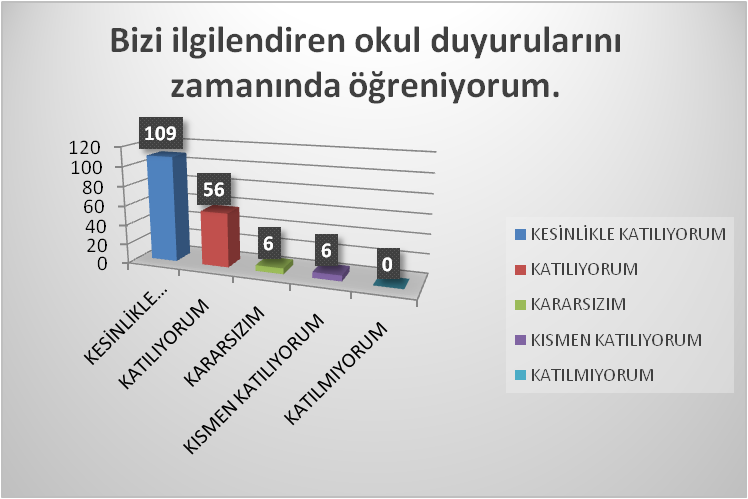 Bizi ilgilendiren okul duyurularını
zamanında öğreniyorum.
120
100
80
60
40
20
0
109
56
6
6
0
KESİNLİKLE...
KATILIYORUM
KARARSIZIM
KISMEN KATILIYORUM
KATILMIYORUM
KESİNLİKLE KATILIYORUM
KATILIYORUM
KARARSIZIM
KISMEN KATILIYORUM
KATILMIYORUM